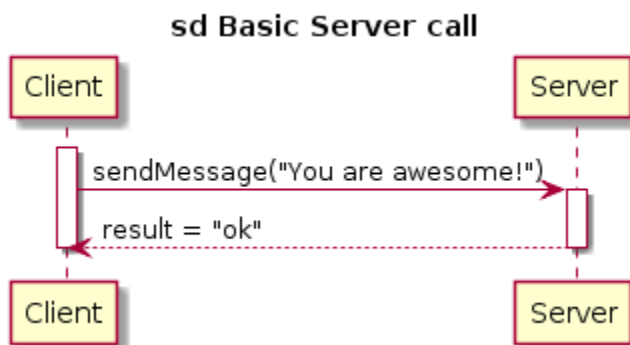 sd Basic Server call
Client Server
sendMessage("You are awesome!")
result = "ok"
Client Server